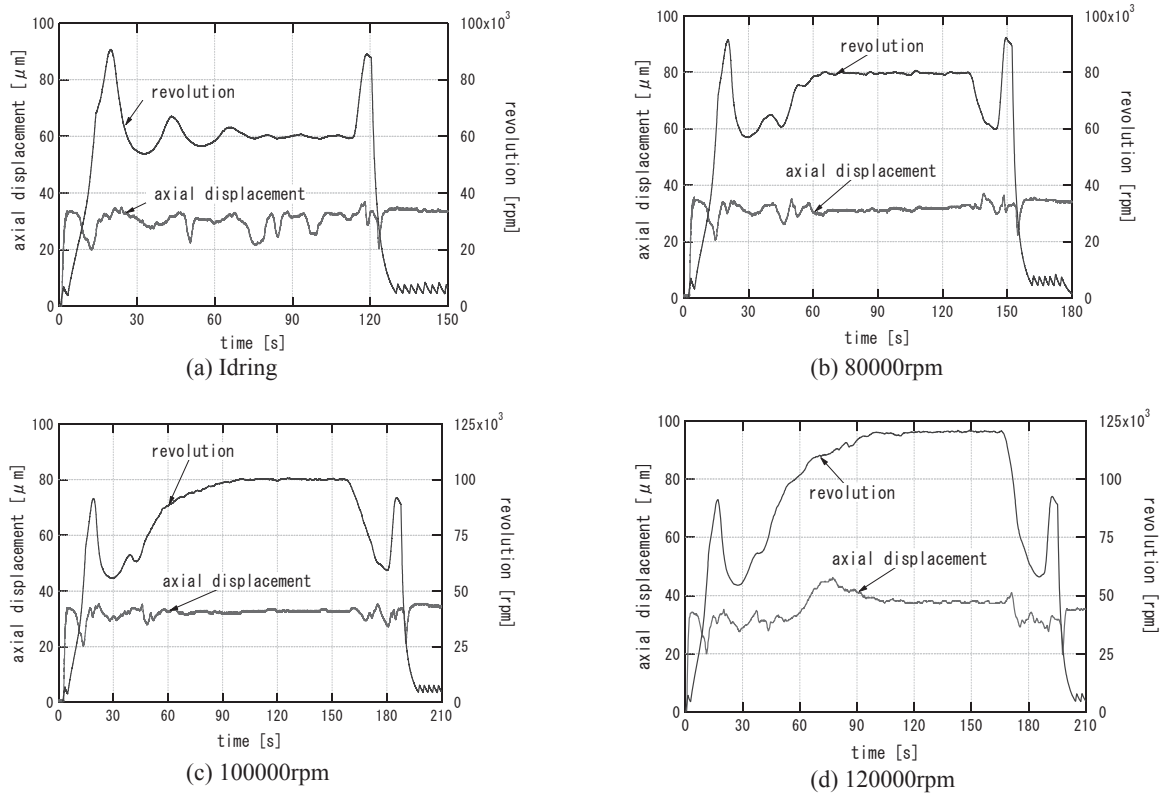 100
100x10³
80
80
60
60
40
40
20
20
0
0
0 30 60 90 120 150
axial displacement [μm]
revolution [rpm]
revolution
axial displacement
time [s]
(a) Idring
100
100x10³
80
80
60
60
40
40
20
20
0
0
0 30 60 90 120 150 180
axial displacement [μm]
revolution [rpm]
revolution
axial displacement
time [s]
(b) 80000rpm
100
125x10³
80
100
60
75
40
50
20
25
0
0
0 30 60 90 120 150 180 210
axial displacement [μm]
revolution [rpm]
revolution
axial displacement
time [s]
(c) 100000rpm
100
120x10³
80
100
60
75
40
50
20
25
0
0
0 30 60 90 120 150 180 210
axial displacement [μm]
revolution [rpm]
revolution
axial displacement
time [s]
(d) 120000rpm